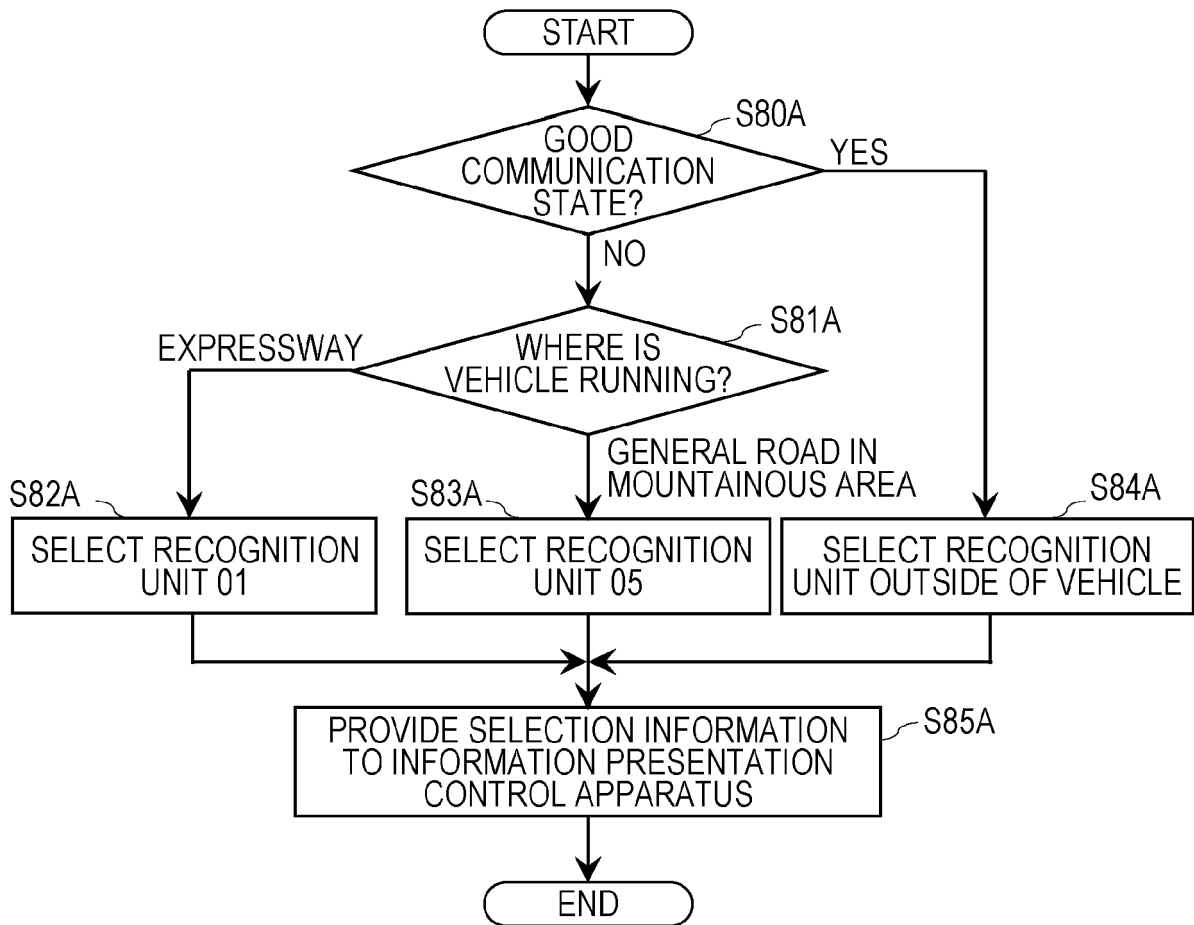 START
S80A
GOOD
COMMUNICATION
STATE?
YES
NO
S81A
EXPRESSWAY
WHERE IS
VEHICLE RUNNING?
GENERAL ROAD IN
MOUNTAINOUS AREA
S82A
SELECT RECOGNITION
UNIT 01
S83A
SELECT RECOGNITION
UNIT 05
S84A
SELECT RECOGNITION
UNIT OUTSIDE OF VEHICLE
S85A
PROVIDE SELECTION INFORMATION
TO INFORMATION PRESENTATION
CONTROL APPARATUS
END